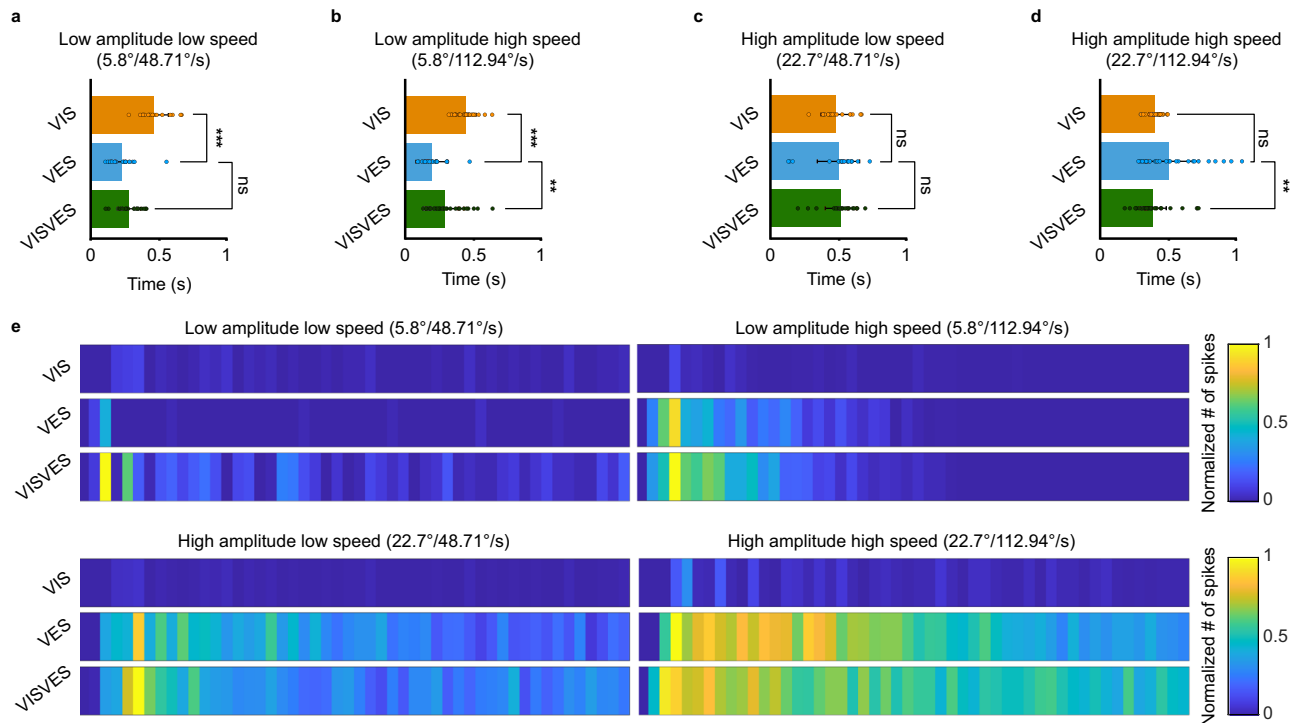 a
Low amplitude low speed
(5.8°/48.71°/s)
VIS
VES
VISVES
***
ns
0
0.5
1
Time (s)
b
Low amplitude high speed
(5.8°/112.94°/s)
VIS
VES
VISVES
***
**
0
0.5
1
Time (s)
c
High amplitude low speed
(22.7°/48.71°/s)
VIS
VES
VISVES
ns
ns
0
0.5
1
Time (s)
d
High amplitude high speed
(22.7°/112.94°/s)
VIS
VES
VISVES
ns
**
0
0.5
1
Time (s)
e
Low amplitude low speed (5.8°/48.71°/s)
Low amplitude high speed (5.8°/112.94°/s)
VIS
VES
VISVES
1
0.5
0
Normalized # of spikes
High amplitude low speed (22.7°/48.71°/s)
High amplitude high speed (22.7°/112.94°/s)
VIS
VES
VISVES
1
0.5
0
Normalized # of spikes